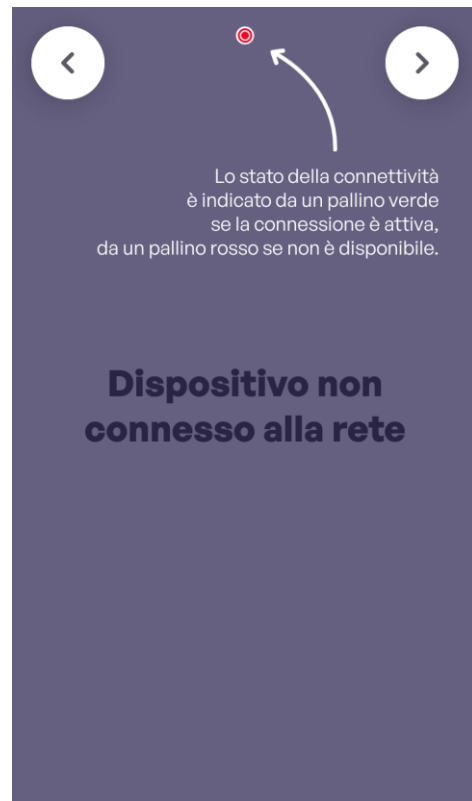 Lo stato della connettività
è indicato da un pallino verde
se la connessione è attiva,
da un pallino rosso se non è disponibile.
Dispositivo non
connesso alla rete